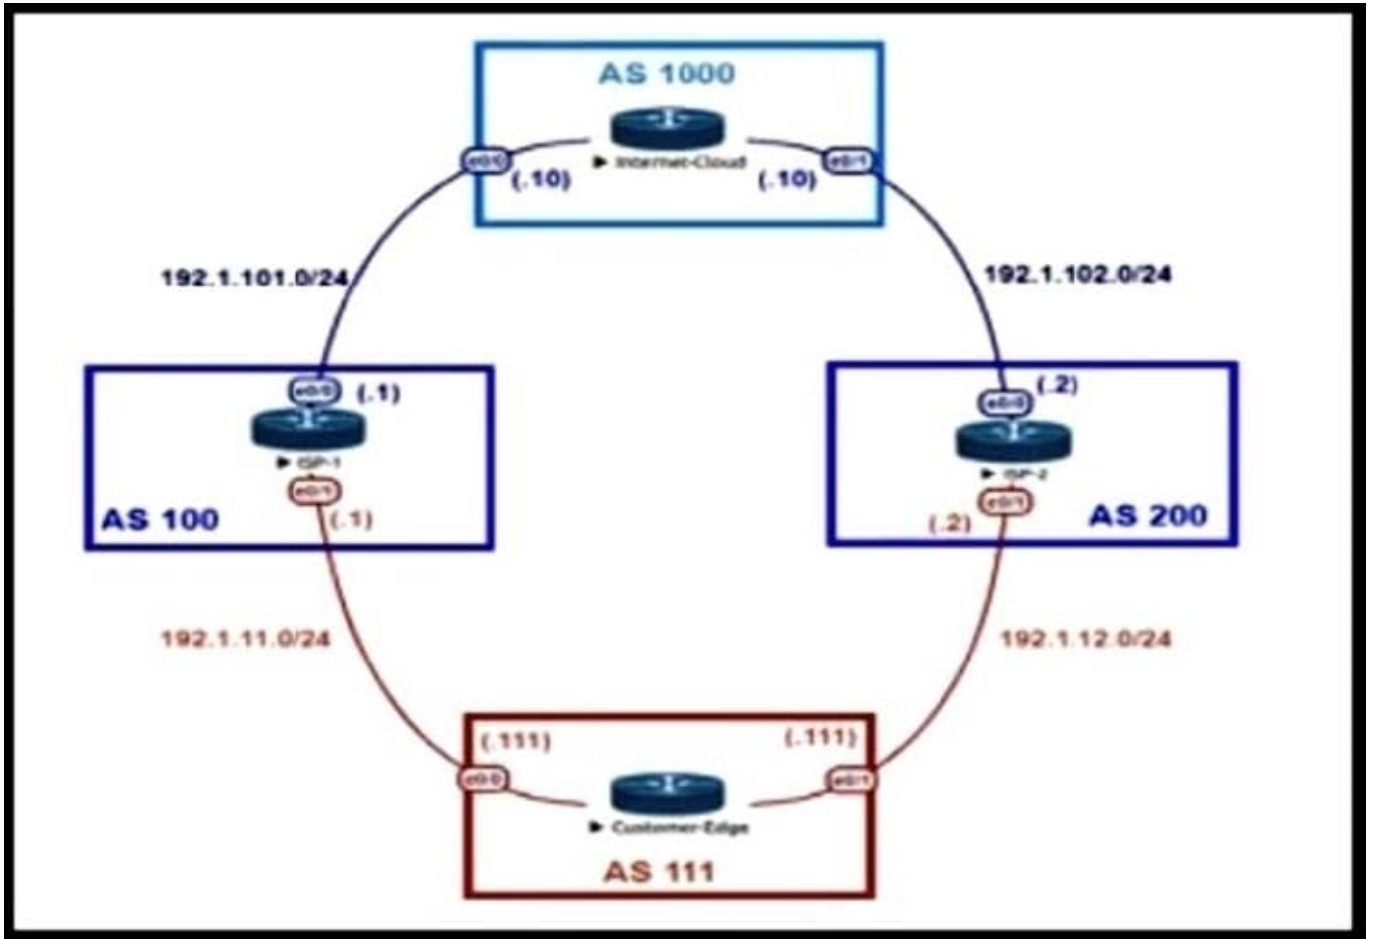 AS 1000
Internet-Cloud
e0/0
e0/1
(.10)
(.10)
192.1.101.0/24
192.1.102.0/24
e0/0
(.1)
e0/0
(.2)
ISP-1
ISP-2
e0/1
(.1)
e0/1
(.2)
AS 100
AS 200
192.1.11.0/24
192.1.12.0/24
(.111)
(.111)
e0/0
e0/1
Customer-Edge
AS 111